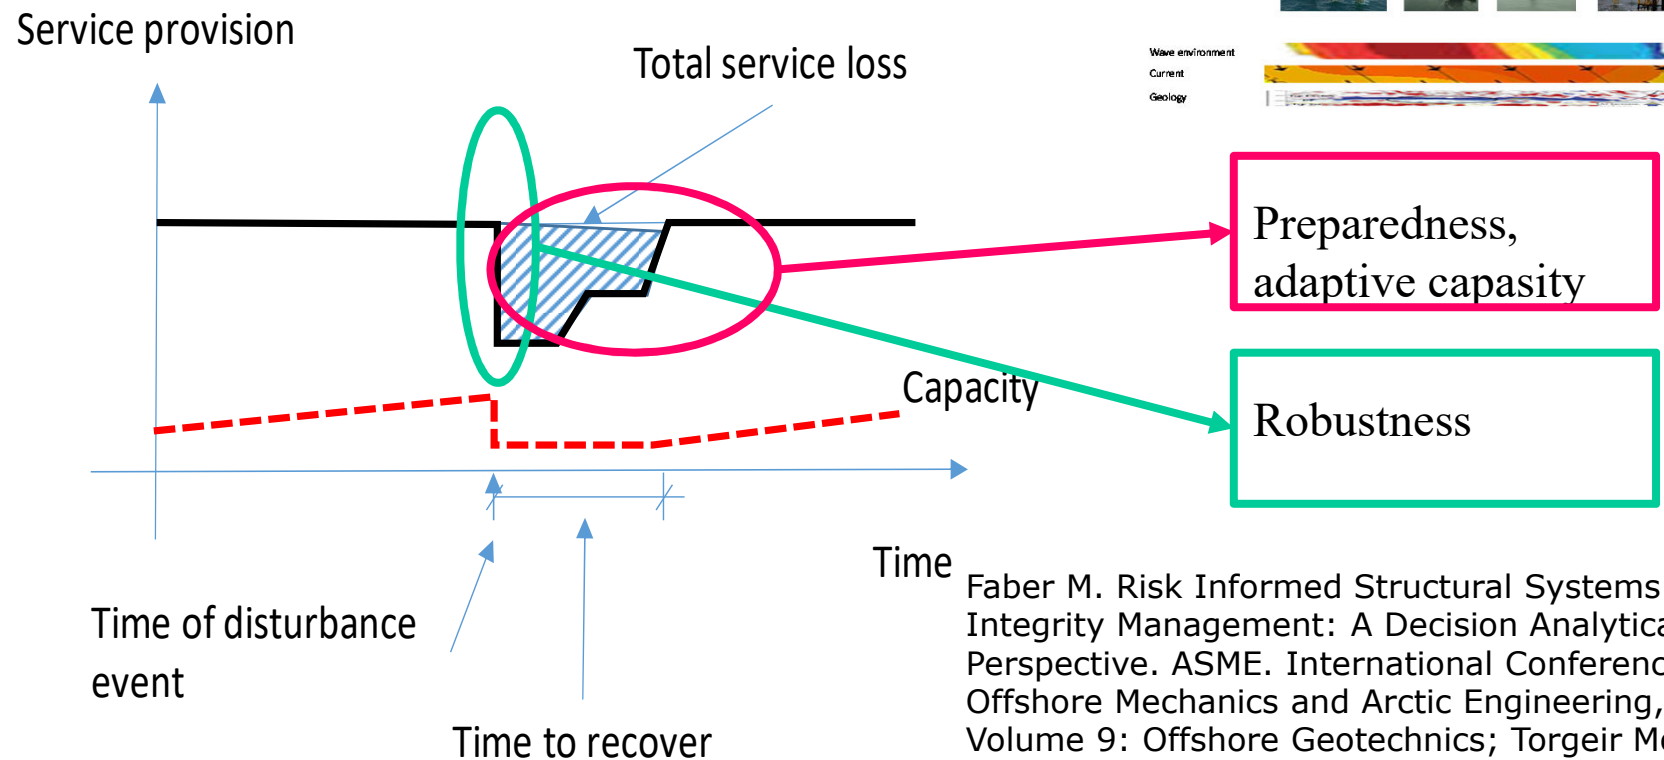 Service provision
Total service loss
Wave environment
Current
Geology
Preparedness,
adaptive capasity
Capacity
Robustness
Time
Time of disturbance
event
Time to recover
Faber M. Risk Informed Structural Systems
Integrity Management: A Decision Analytica
Perspective. ASME. International Conferenc
Offshore Mechanics and Arctic Engineering,
Volume 9: Offshore Geotechnics; Torgeir M